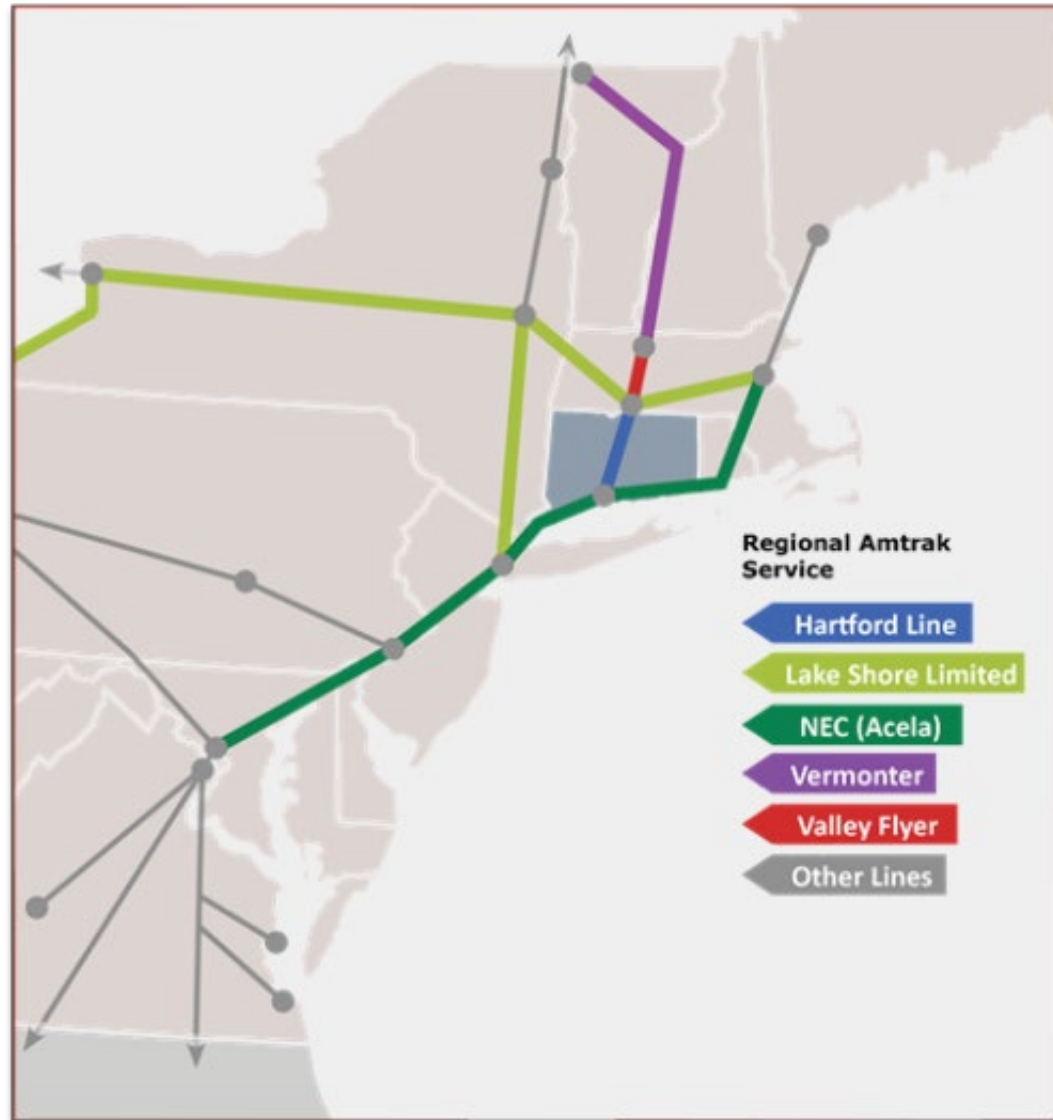 Regional Amtrak
Service
Hartford Line
Lake Shore Limited
NEC (Acela)
Vermonter
Valley Flyer
Other Lines